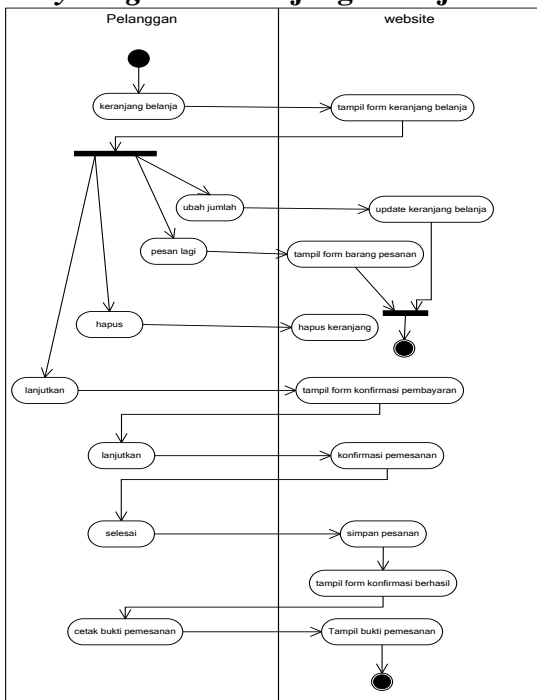 Pelanggan
website
keranjang belanja
tampil form keranjang belanja
ubah jumlah
update keranjang belanja
pesan lagi
tampil form barang pesanan
hapus
hapus keranjang
lanjutkan
tampil form konfirmasi pembayaran
lanjutkan
konfirmasi pemesanan
selesai
simpan pesanan
tampil form konfirmasi berhasil
cetak bukti pemesanan
Tampil bukti pemesanan